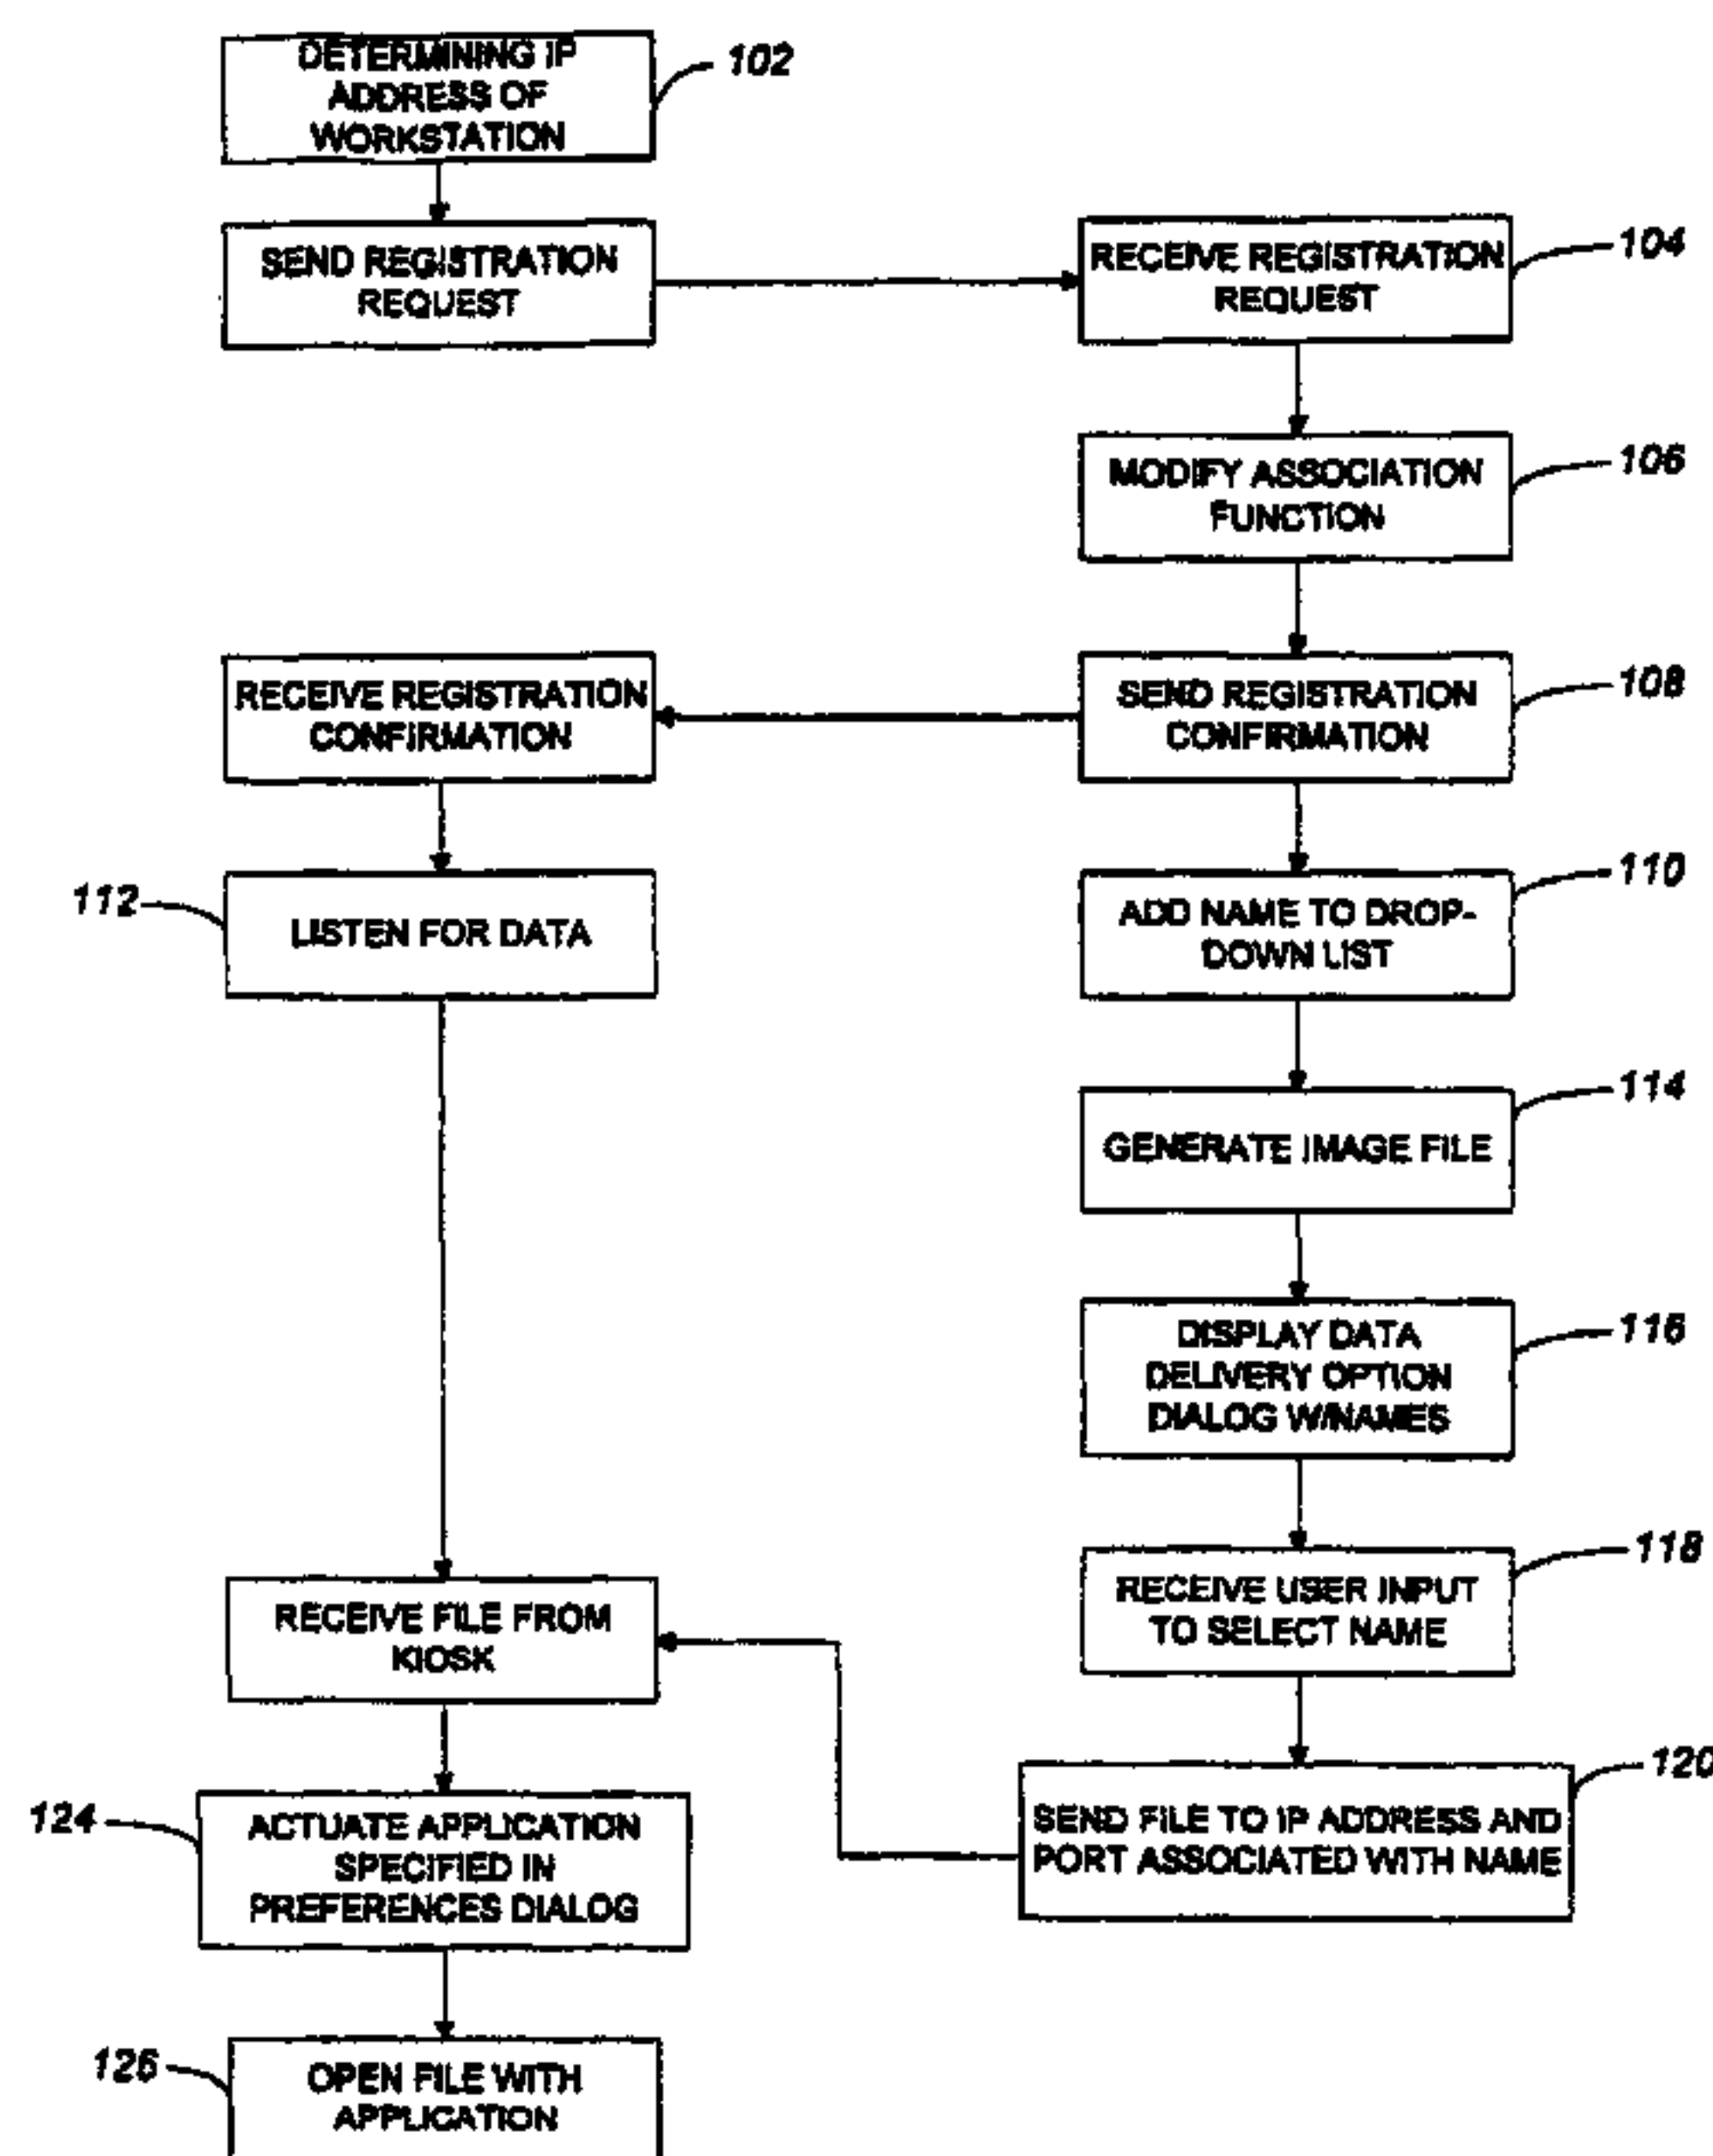 DETERMINING IP
ADDRESS OF
WORKSTATION
102
SEND REGISTRATION
REQUEST
RECEIVE REGISTRATION
REQUEST
104
MODIFY ASSOCIATION
FUNCTION
106
RECEIVE REGISTRATION
CONFIRMATION
SEND REGISTRATION
CONFIRMATION
108
112
LISTEN FOR DATA
ADD NAME TO DROP-
DOWN LIST
110
GENERATE IMAGE FILE
114
DISPLAY DATA
DELIVERY OPTION
DIALOG W/NAMES
116
RECEIVE FILE FROM
KIOSK
RECEIVE USER INPUT
TO SELECT NAME
118
124
ACTUATE APPLICATION
SPECIFIED IN
PREFERENCES DIALOG
SEND FILE TO IP ADDRESS AND
PORT ASSOCIATED WITH NAME
120
126
OPEN FILE WITH
APPLICATION